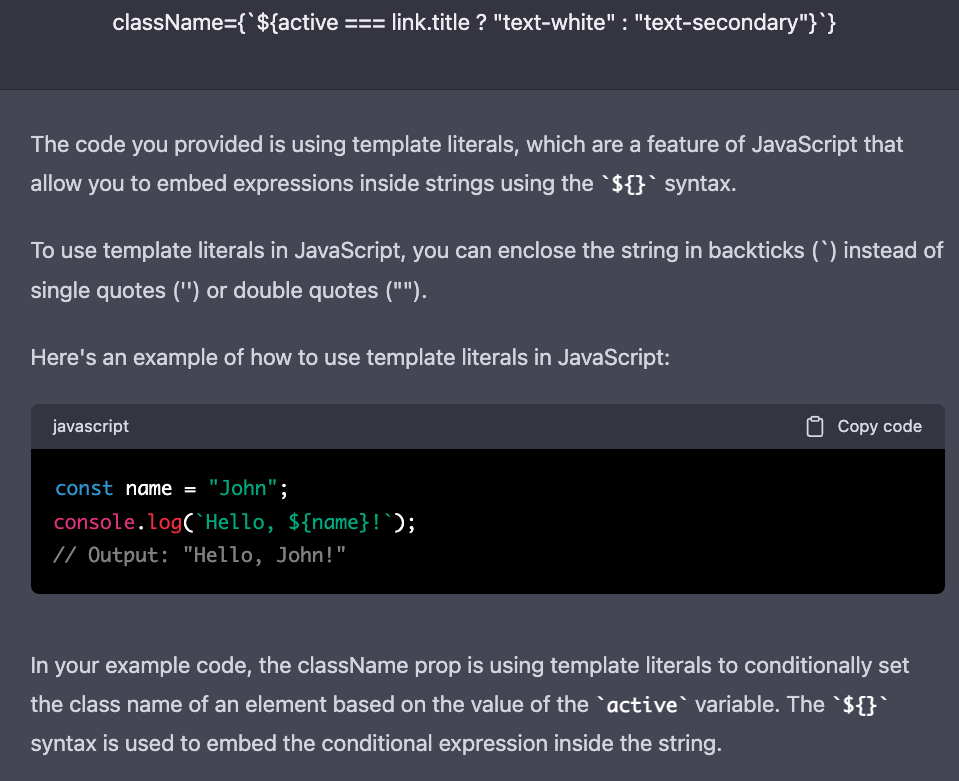 className={`${active === link.title ? "text-white" : "text-secondary"}`}
The code you provided is using template literals, which are a feature of JavaScript that
allow you to embed expressions inside strings using the `${}` syntax.
To use template literals in JavaScript, you can enclose the string in backticks (`) instead of
single quotes ('') or double quotes ("").
Here's an example of how to use template literals in JavaScript:
javascript Copy code
const name = "John";
console.log(`Hello, ${name}!`);
// Output: "Hello, John!"
In your example code, the className prop is using template literals to conditionally set
the class name of an element based on the value of the `active` variable. The `${}`
syntax is used to embed the conditional expression inside the string.